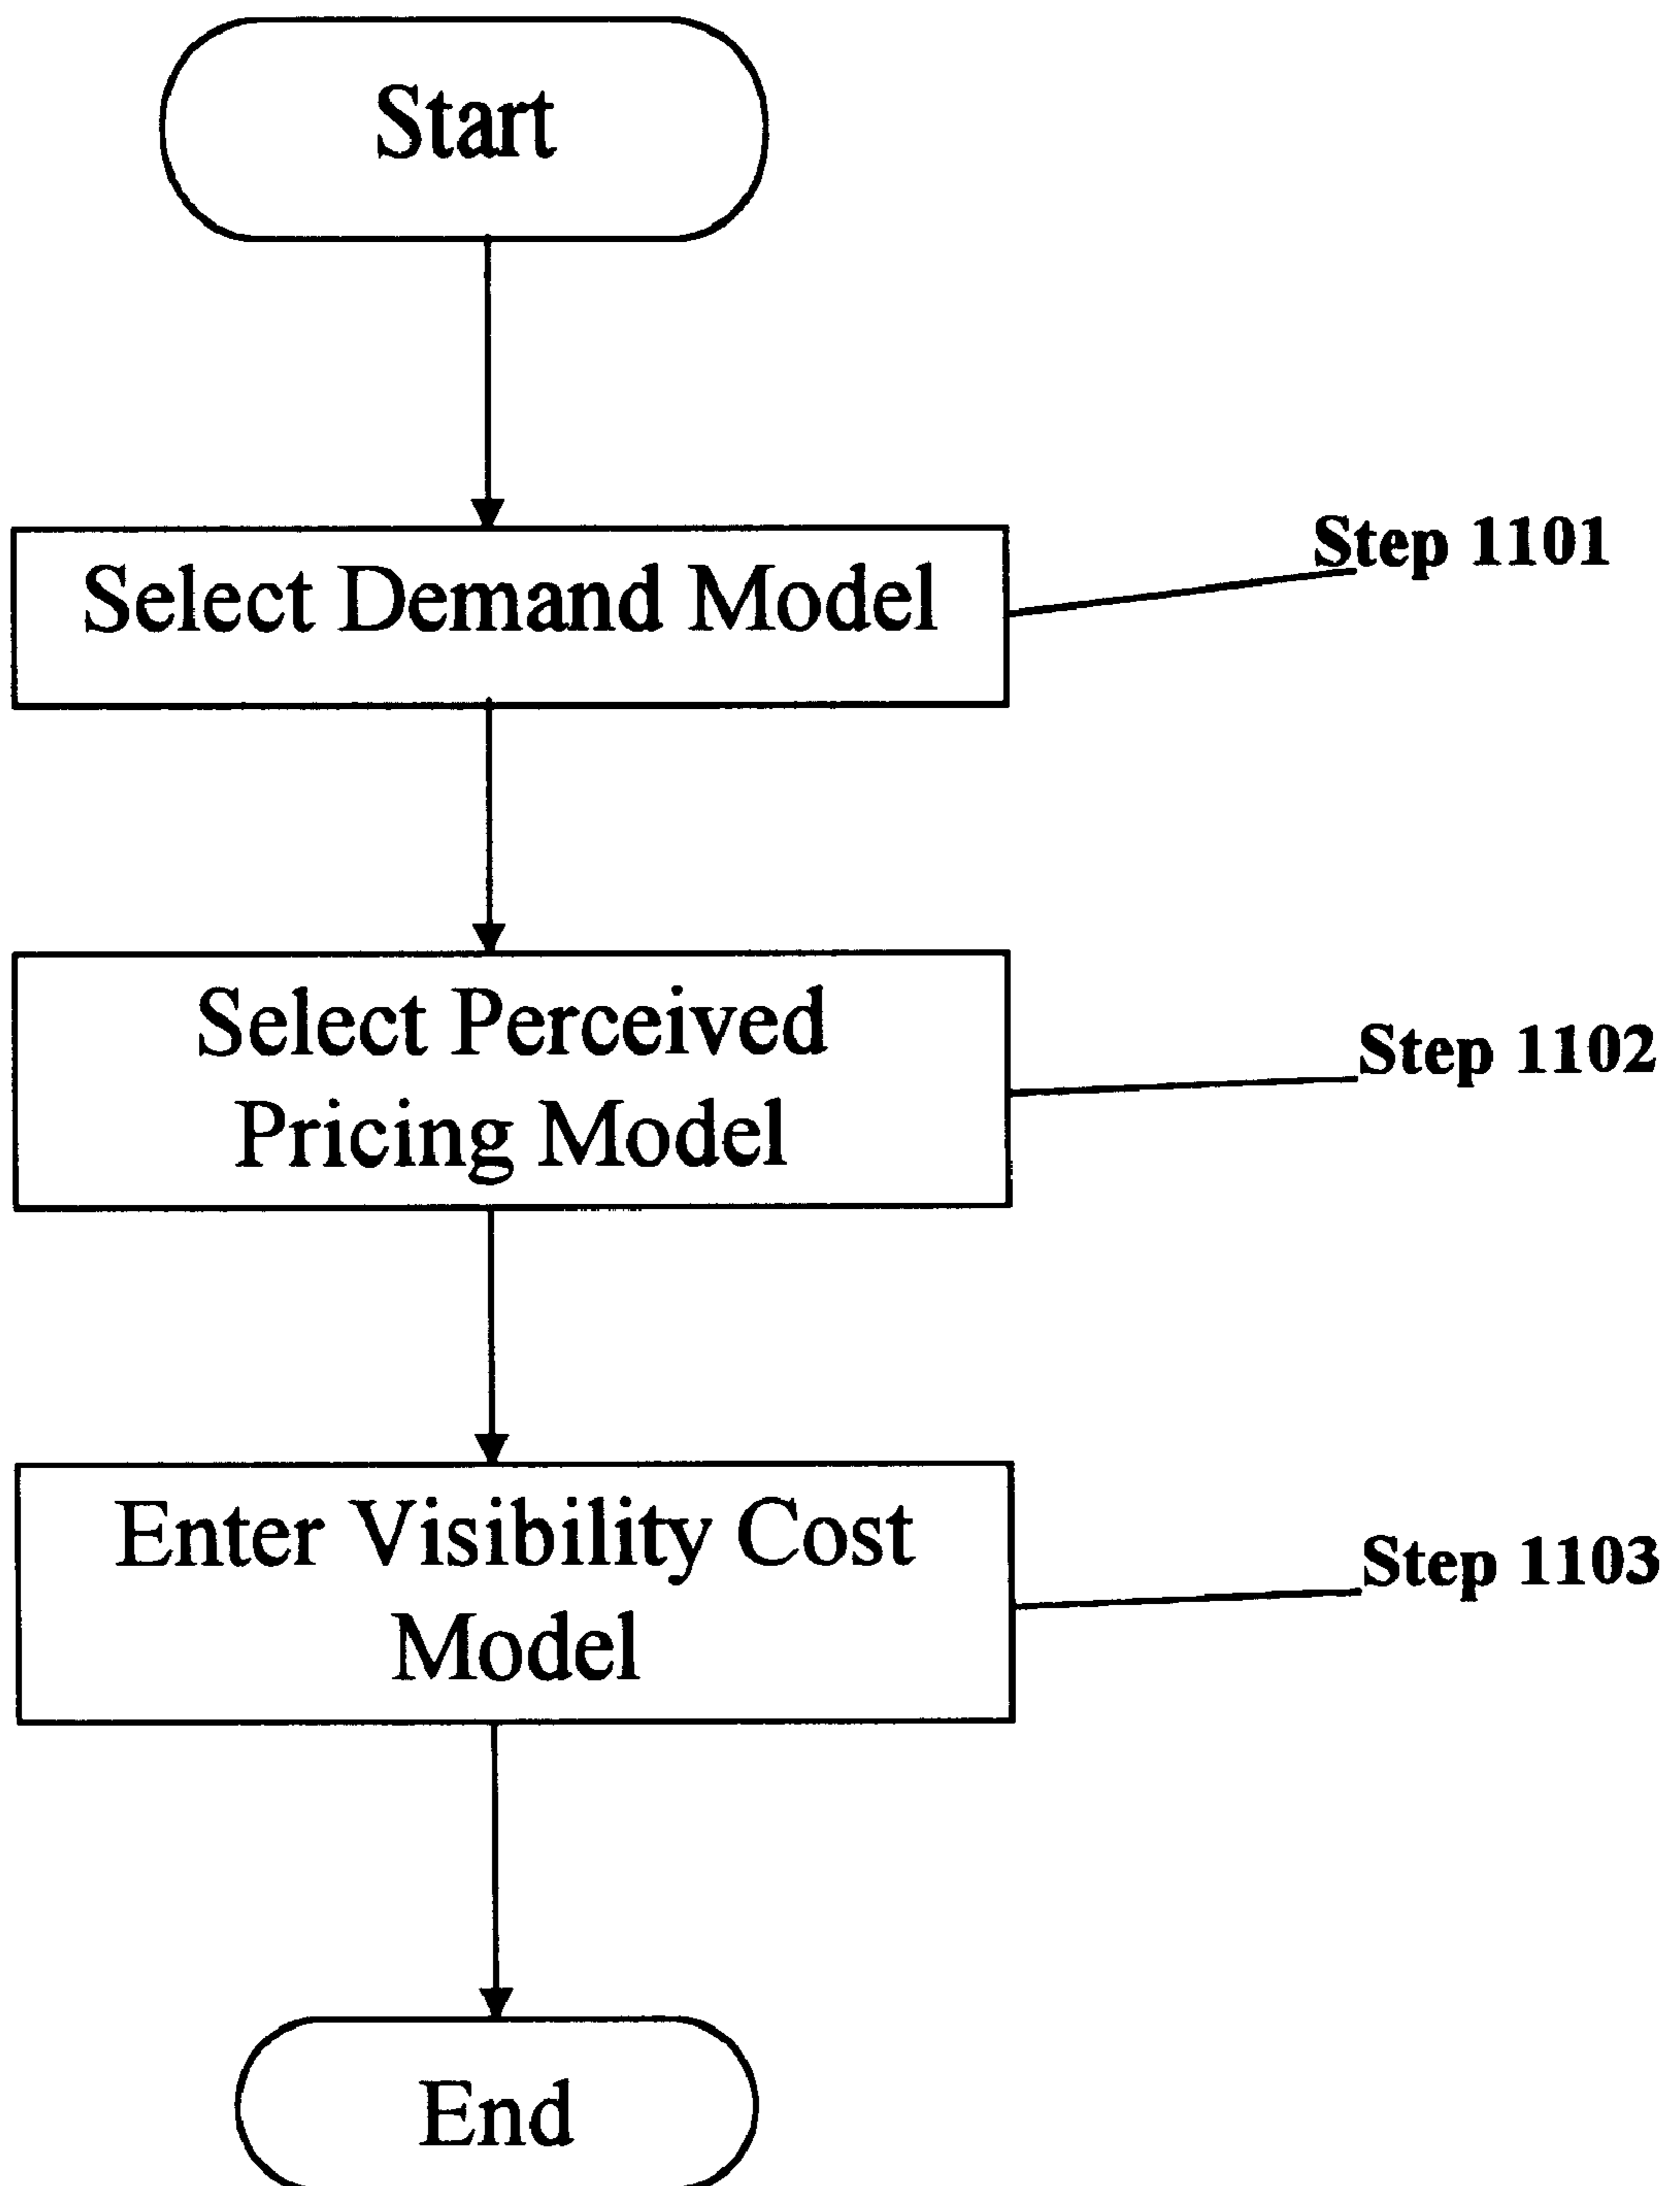 Start
Select Demand Model
Step 1101
Select Perceived
Pricing Model
Step 1102
Enter Visibility Cost
Model
Step 1103
End